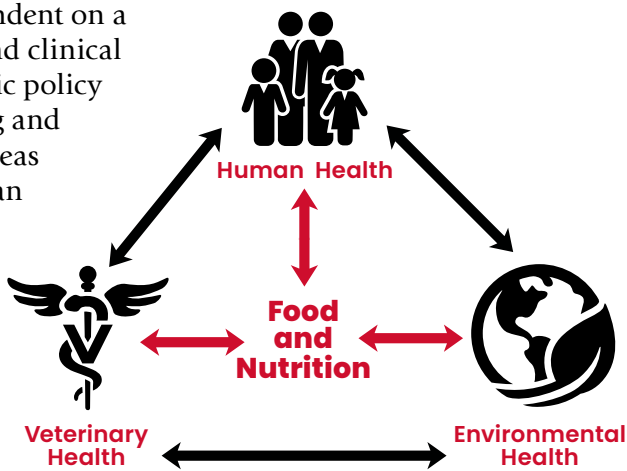 ndent on a
nd clinical
ic policy
g and
eas
an
Human Health
Food
and
Nutrition
Veterinary
Health
Environmental
Health